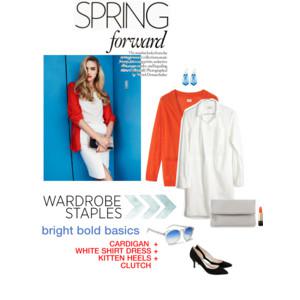 SPRING
forward
WARDROBE
STAPLES
bright bold basics
CARDIGAN +
WHITE SHIRT DRESS +
KITTEN HEELS +
CLUTCH